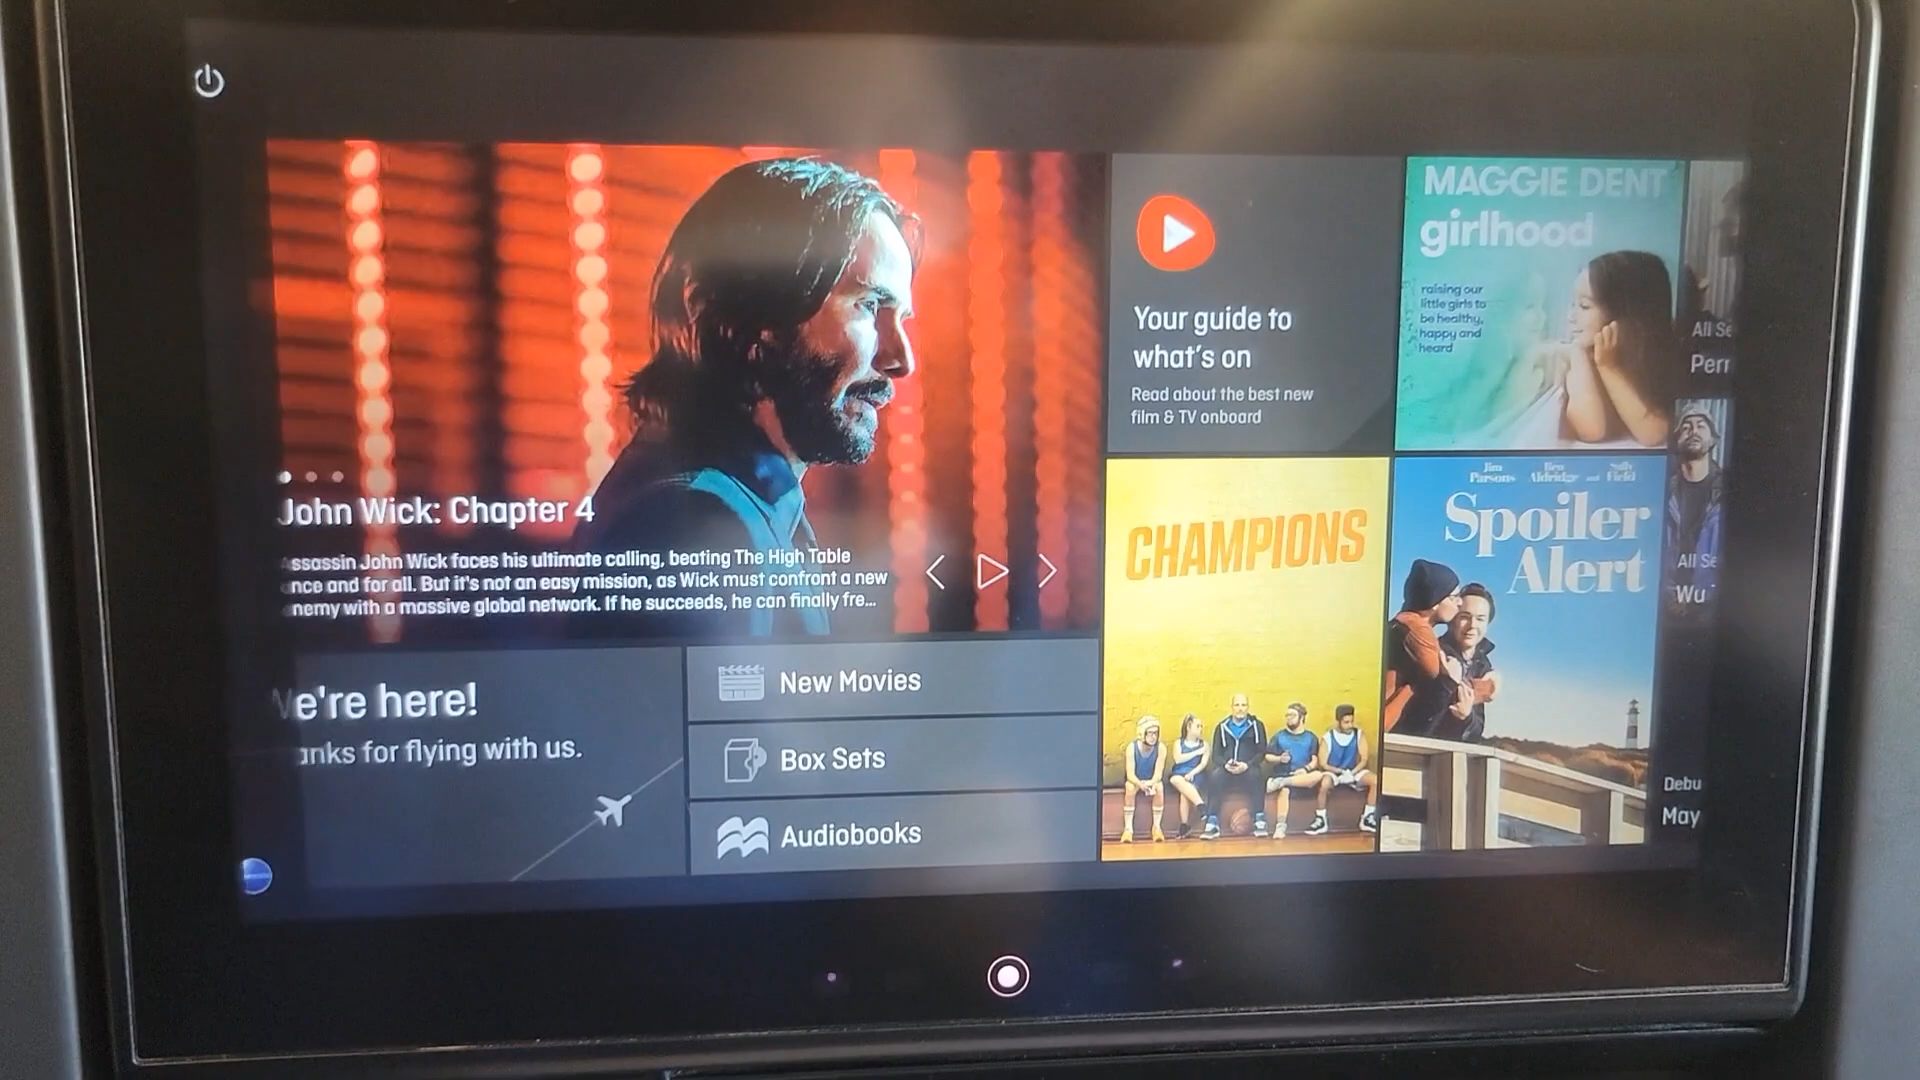 John Wick: Chapter 4
ssassin John Wick faces his ultimate calling, beating The High Table
nce and for all. But it's not an easy mission, as Wick must confront a new
nemy with a massive global network. If he succeeds, he can finally fre...
We're here!
anks for flying with us.
New Movies
Box Sets
Audiobooks
Your guide to
what's on
Read about the best new
film & TV onboard
MAGGIE DENT
girlhood
raising our
little girls to
be healthy,
happy and
heard
CHAMPIONS
Jim Parsons
Ben Aldridge and
Sally Field
Spoiler
Alert
All Se
Perr
All Se
Wu
Debu
May